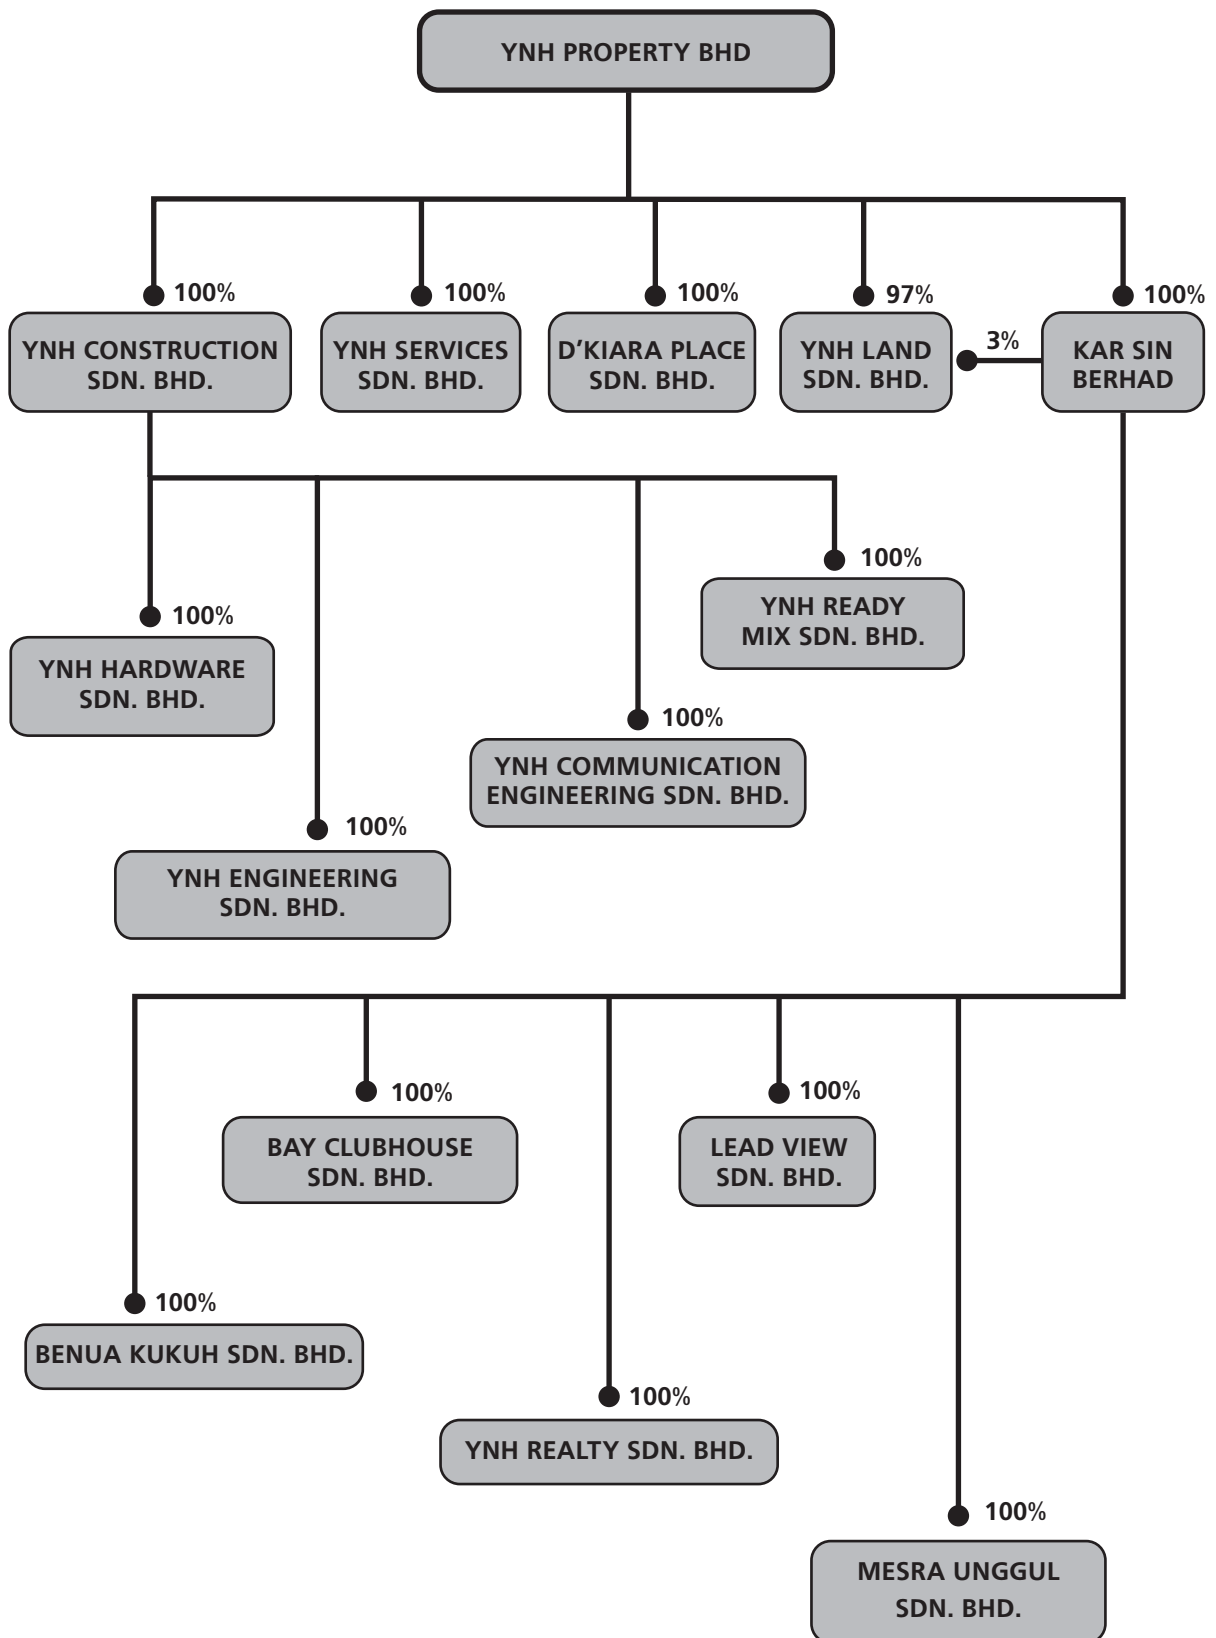 YNH PROPERTY BHD
100%
100%
100%
97%
100%
YNH CONSTRUCTION
SDN. BHD.
YNH SERVICES
SDN. BHD.
D’KIARA PLACE
SDN. BHD.
YNH LAND
SDN. BHD.
3%
KAR SIN
BERHAD
100%
YNH READY
MIX SDN. BHD.
100%
YNH HARDWARE
SDN. BHD.
100%
YNH COMMUNICATION
ENGINEERING SDN. BHD.
100%
YNH ENGINEERING
SDN. BHD.
100%
BAY CLUBHOUSE
SDN. BHD.
100%
LEAD VIEW
SDN. BHD.
100%
BENUA KUKUH SDN. BHD.
100%
YNH REALTY SDN. BHD.
100%
MESRA UNGGUL
SDN. BHD.